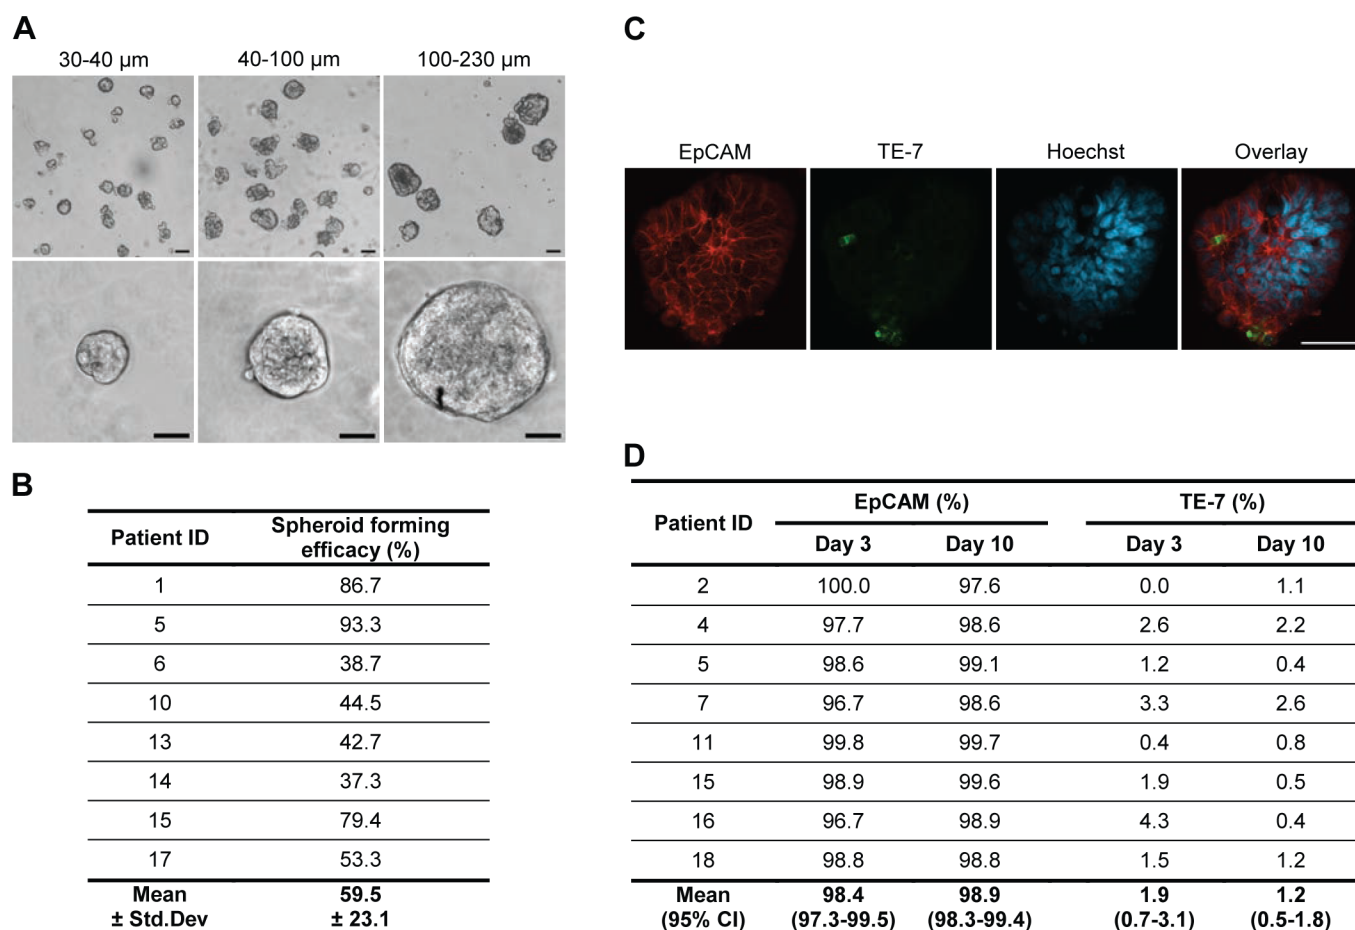 A
30-40 µm 40-100 µm 100-230 µm
B
Patient ID Spheroid forming efficacy (%)
1 86.7
5 93.3
6 38.7
10 44.5
13 42.7
14 37.3
15 79.4
17 53.3
Mean 59.5
± Std.Dev ± 23.1
C
EpCAM TE-7 Hoechst Overlay
D
Patient ID EpCAM (%) TE-7 (%)
Day 3 Day 10 Day 3 Day 10
2 100.0 97.6 0.0 1.1
4 97.7 98.6 2.6 2.2
5 98.6 99.1 1.2 0.4
7 96.7 98.6 3.3 2.6
11 99.8 99.7 0.4 0.8
15 98.9 99.6 1.9 0.5
16 96.7 98.9 4.3 0.4
18 98.8 98.8 1.5 1.2
Mean 98.4 98.9 1.9 1.2
(95% CI) (97.3-99.5) (98.3-99.4) (0.7-3.1) (0.5-1.8)